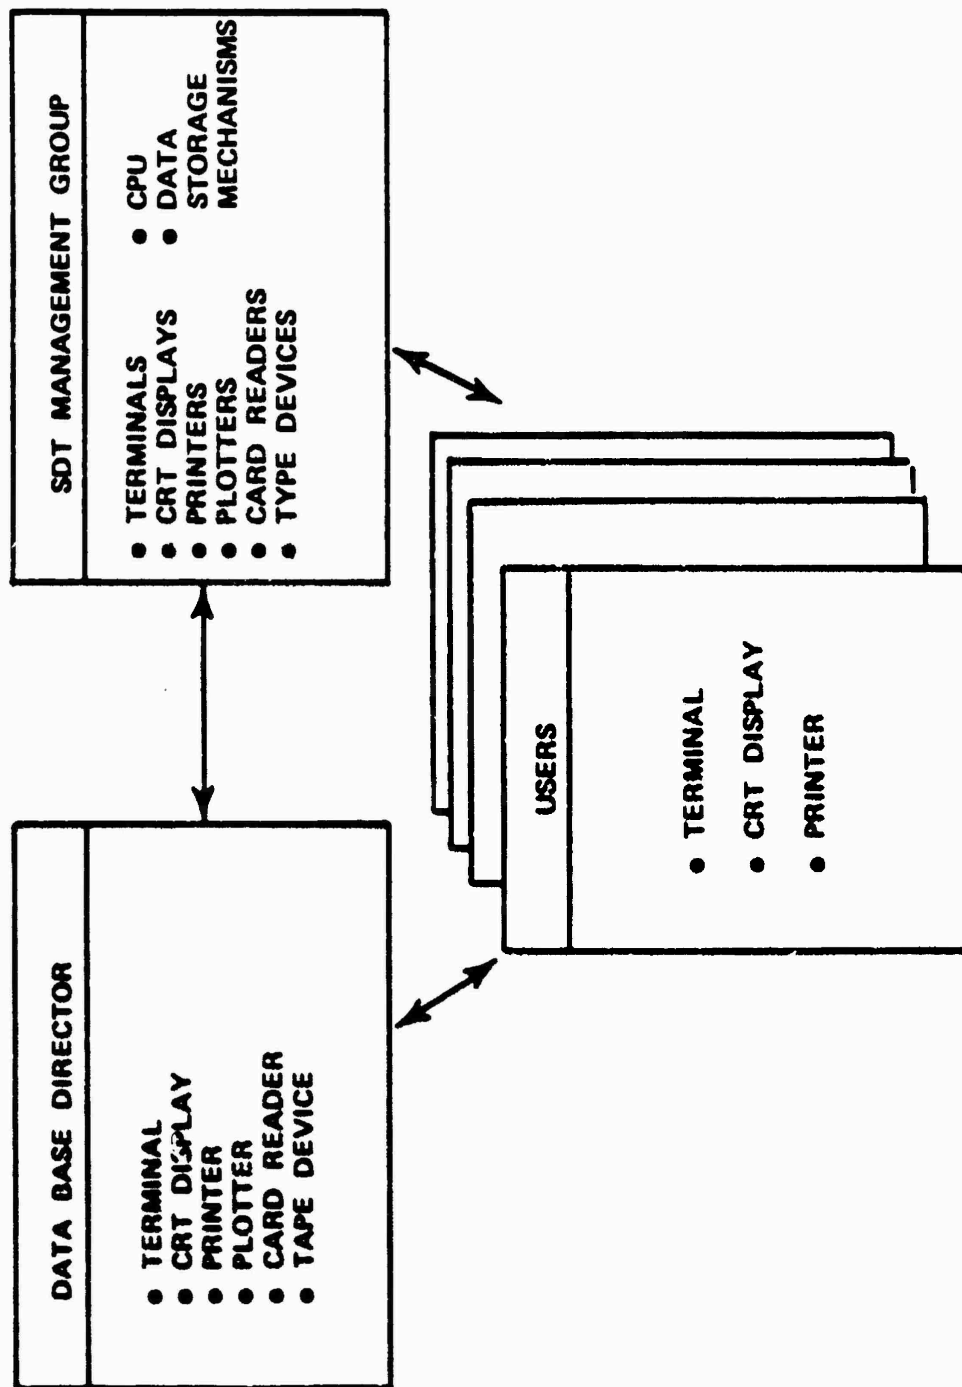 DATA BASE DIRECTOR
● TERMINAL
● CRT DISPLAY
● PRINTER
● PLOTTER
● CARD READER
● TAPE DEVICE
SDT MANAGEMENT GROUP
● TERMINALS
● CRT DISPLAYS
● PRINTERS
● PLOTTERS
● CARD READERS
● TYPE DEVICES
● CPU
● DATA
STORAGE
MECHANISMS
USERS
● TERMINAL
● CRT DISPLAY
● PRINTER